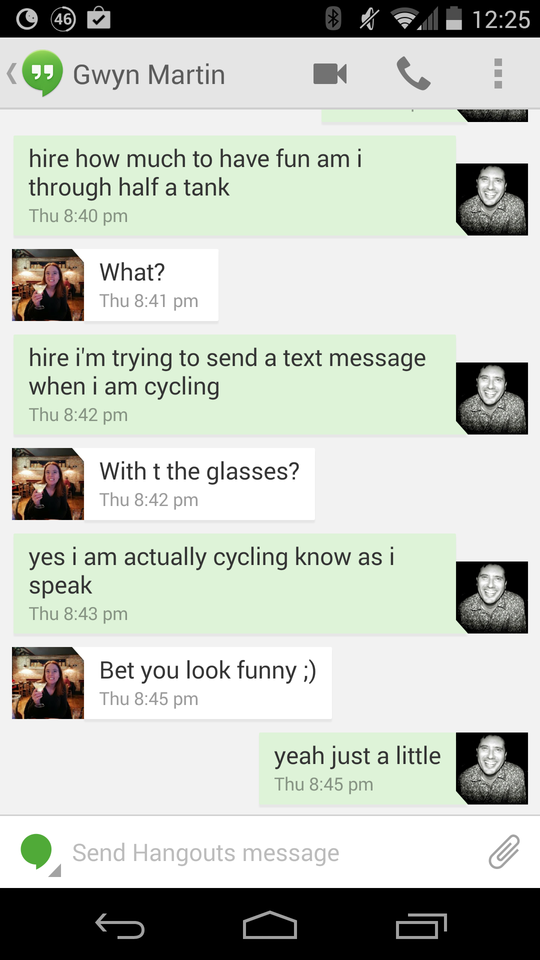 46
12:25
Gwyn Martin
hire how much to have fun am i
through half a tank
Thu 8:40 pm
What?
Thu 8:41 pm
hire i'm trying to send a text message
when i am cycling
Thu 8:42 pm
With t the glasses?
Thu 8:42 pm
yes i am actually cycling know as i
speak
Thu 8:43 pm
Bet you look funny ;)
Thu 8:45 pm
yeah just a little
Thu 8:45 pm
Send Hangouts message